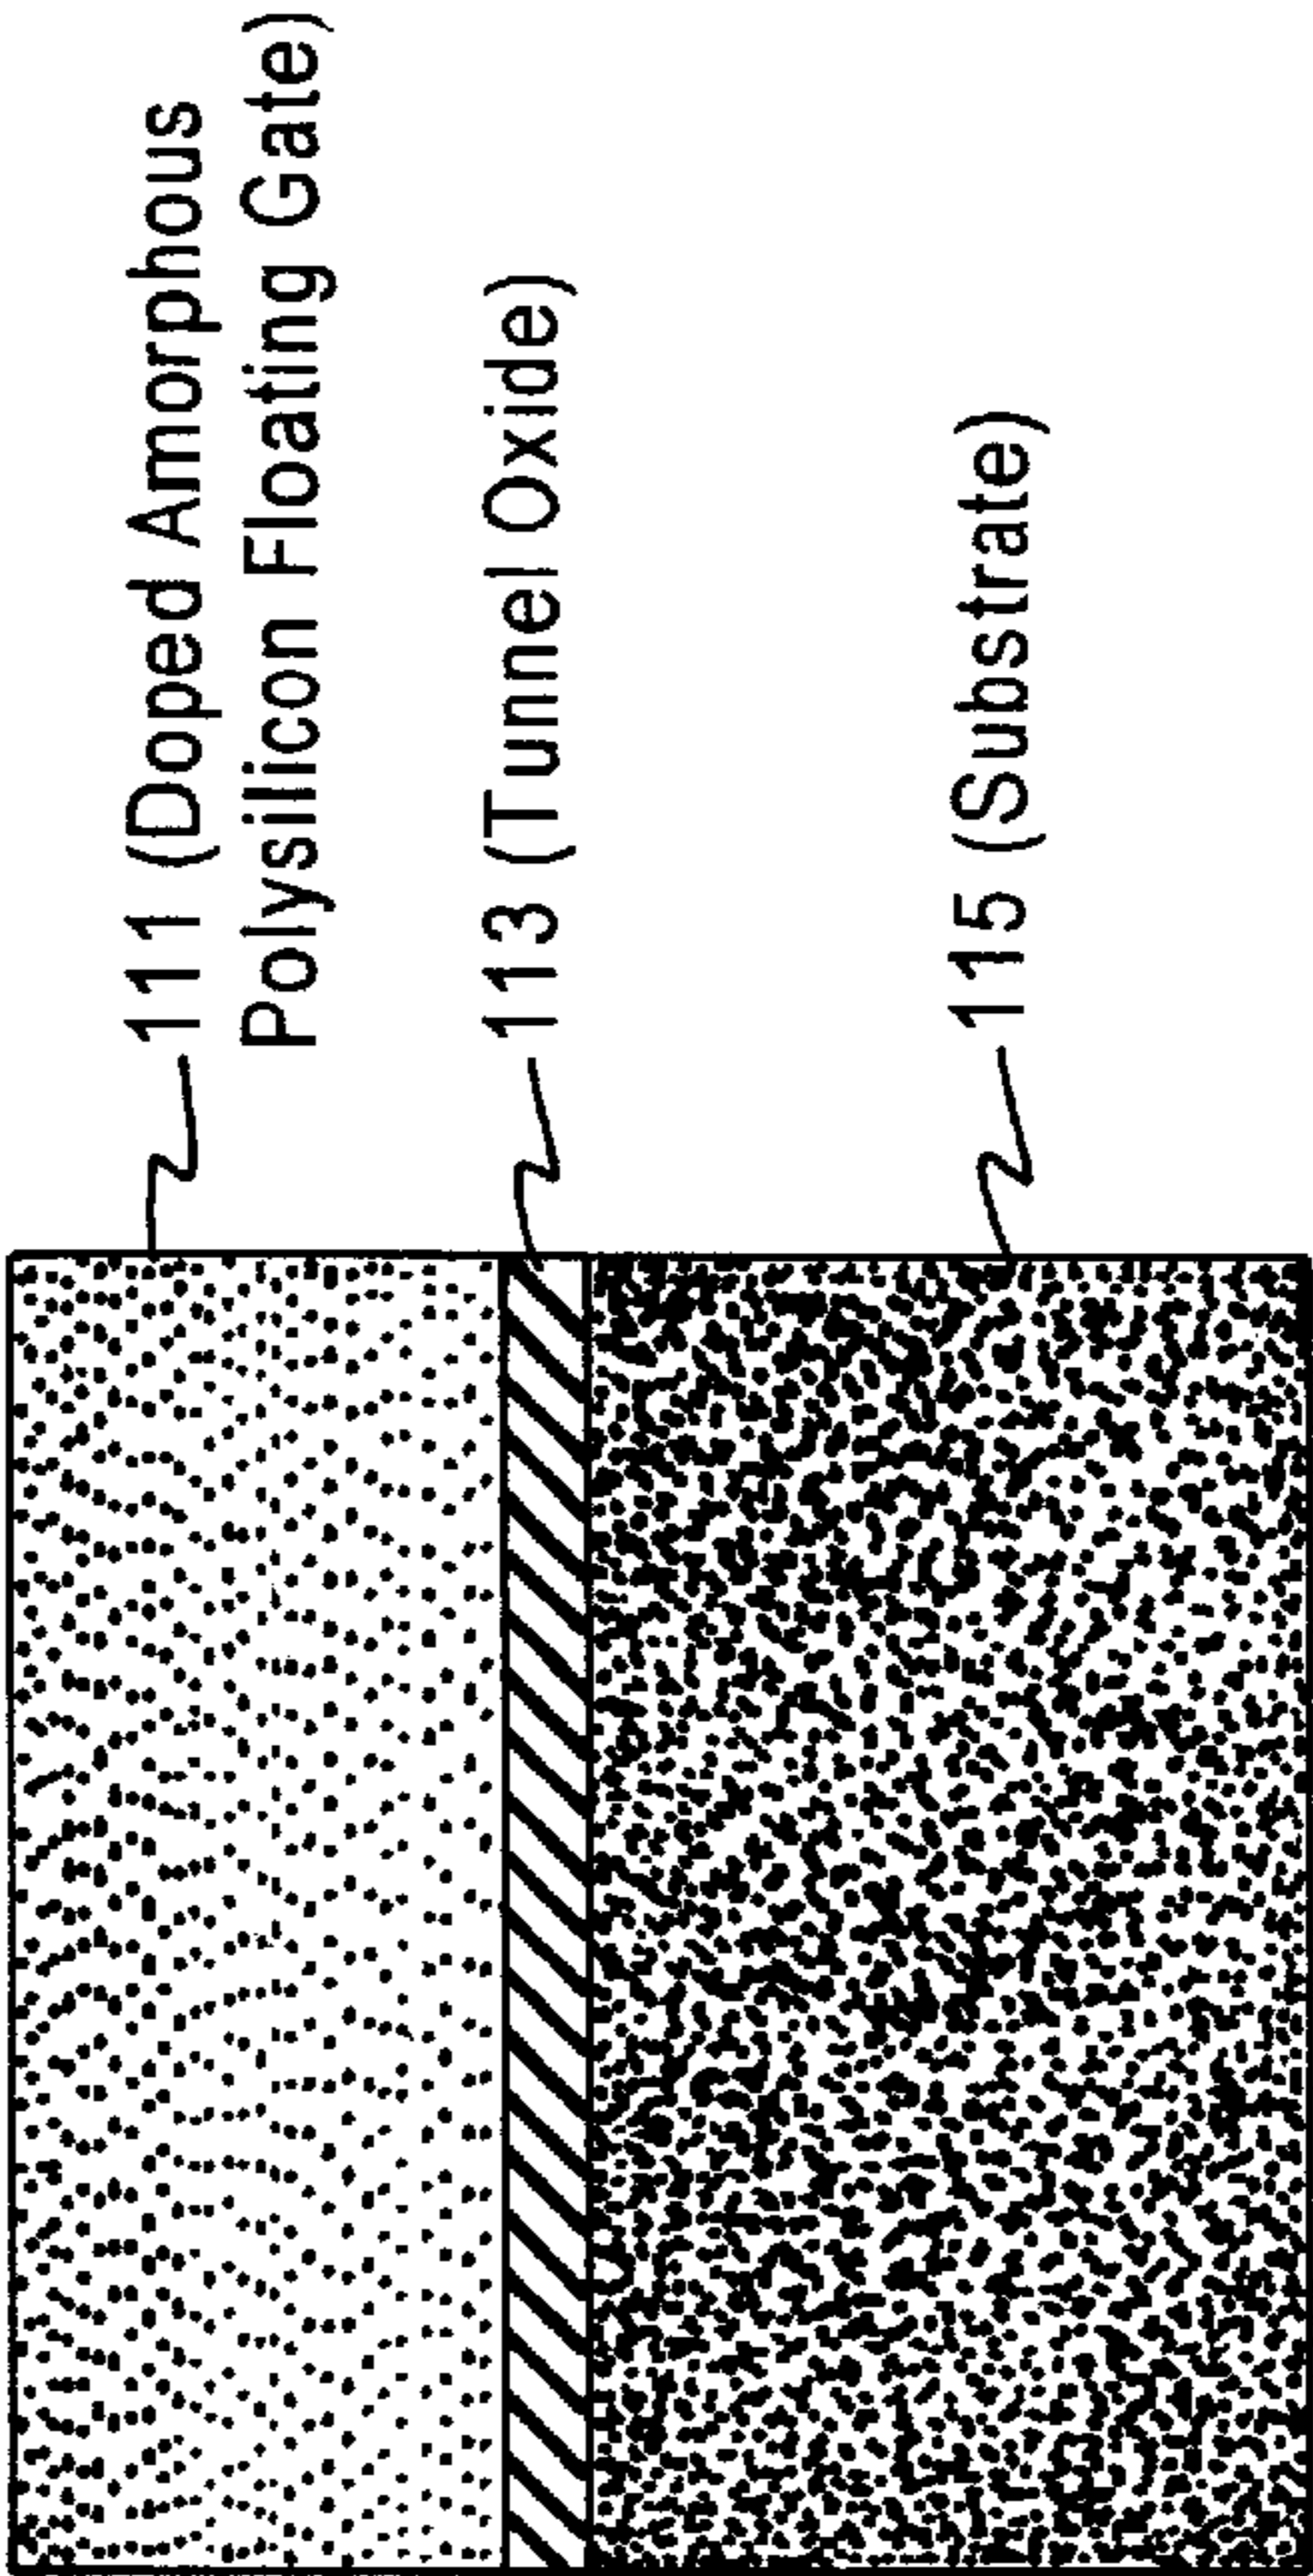 111 (Doped Amorphous
Polysilicon Floating Gate)
113 (Tunnel Oxide)
115 (Substrate)